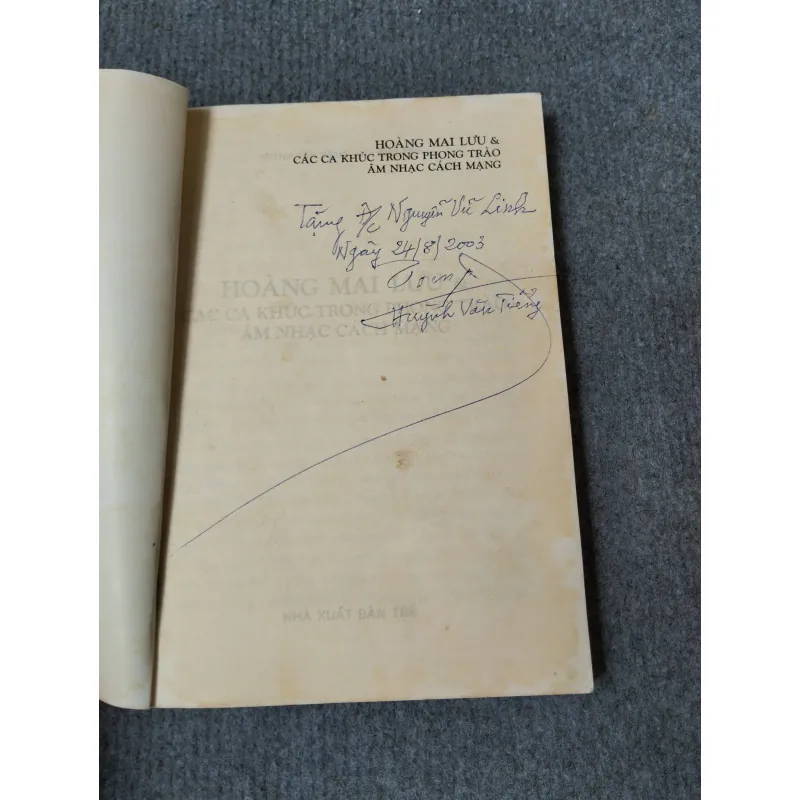 HOÀNG MAI LƯU &
CÁC CA KHÚC TRONG PHONG TRÀO
ÂM NHẠC CÁCH MẠNG
Tặng A/c Nguyễn Vũ Linh
Ngày 24/8/2003
Huỳnh Văn Tiểng
HOÀNG MAI LƯU &
CÁC CA KHÚC TRONG PHONG
ÂM NHẠC CÁCH MẠNG
NHÀ XUẤT BẢN TRẺ